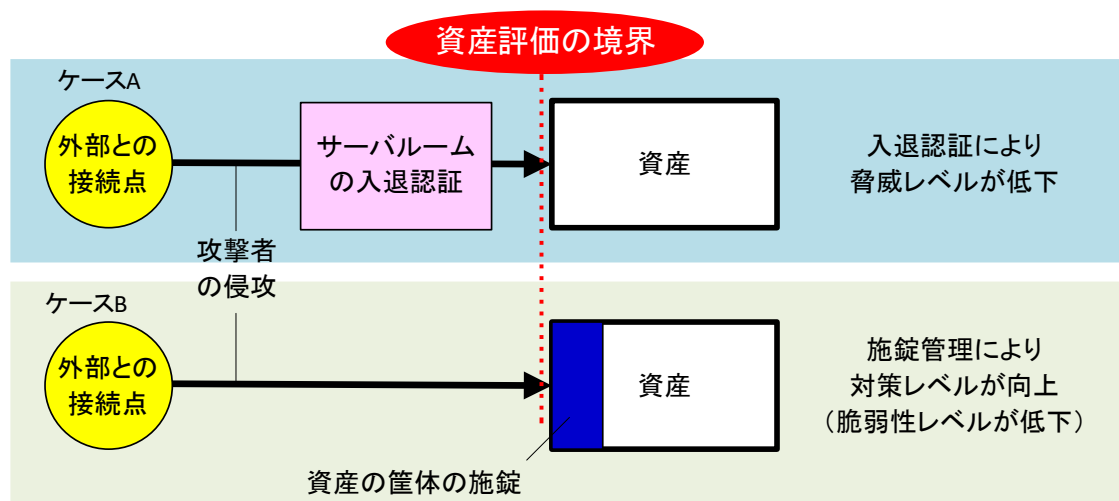 資産評価の境界
ケースA
外部との
接続点
サーバルーム
の入退認証
資産
入退認証により
脅威レベルが低下
攻撃者
の侵攻
ケースB
外部との
接続点
資産
施錠管理により
対策レベルが向上
（脆弱性レベルが低下）
資産の筐体の施錠